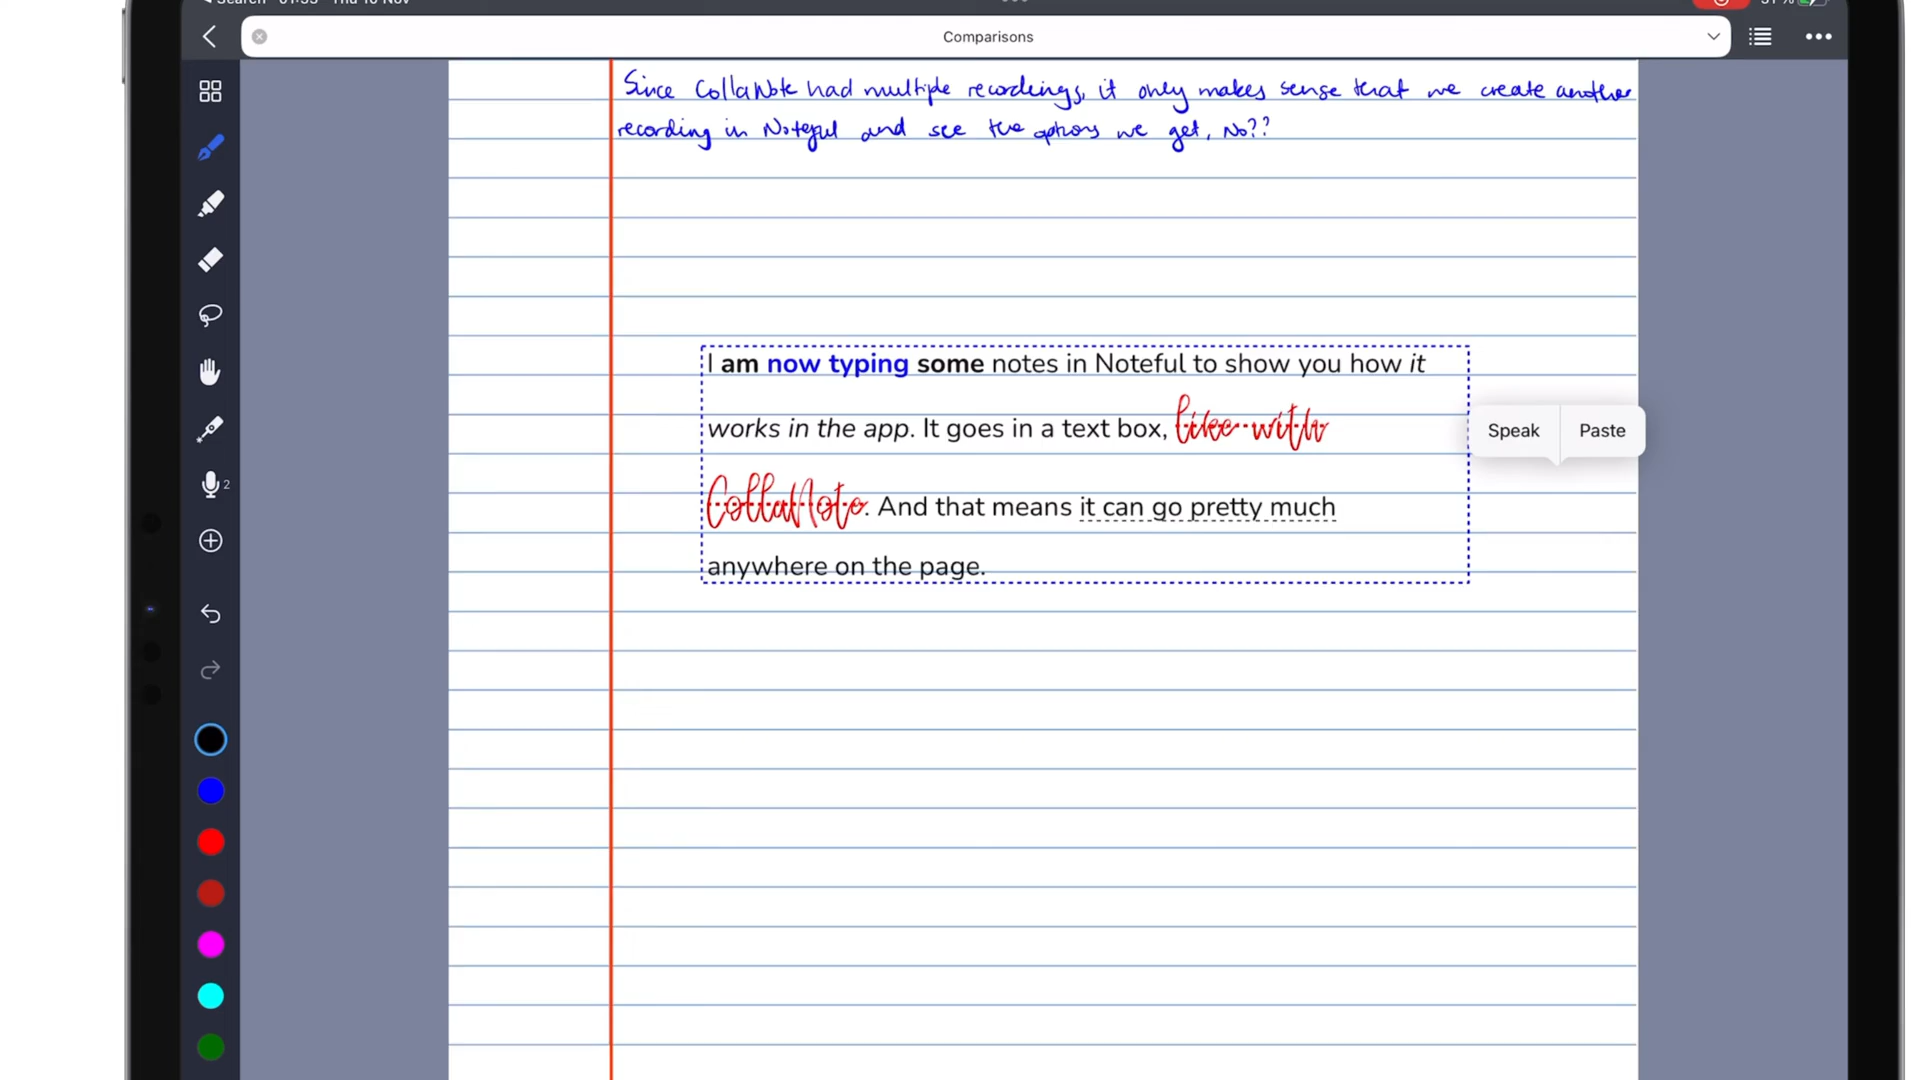 Comparisons
Since CollaNote had multiple recordings, it only makes sense that we create another
recording in Noteful and see the options we get, No??
I am now typing some notes in Noteful to show you how it
works in the app. It goes in a text box, like with
CollaNote. And that means it can go pretty much
anywhere on the page.
Speak Paste
2